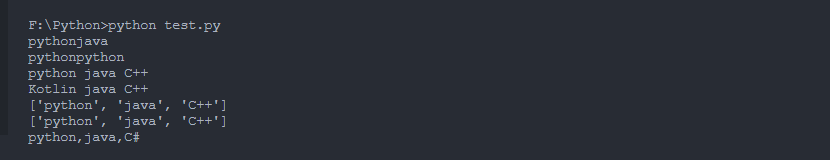 F:\Python>python test.py
pythonjava
pythonpython
python java C++
Kotlin java C++
['python', 'java', 'C++']
['python', 'java', 'C++']
python,java,C#